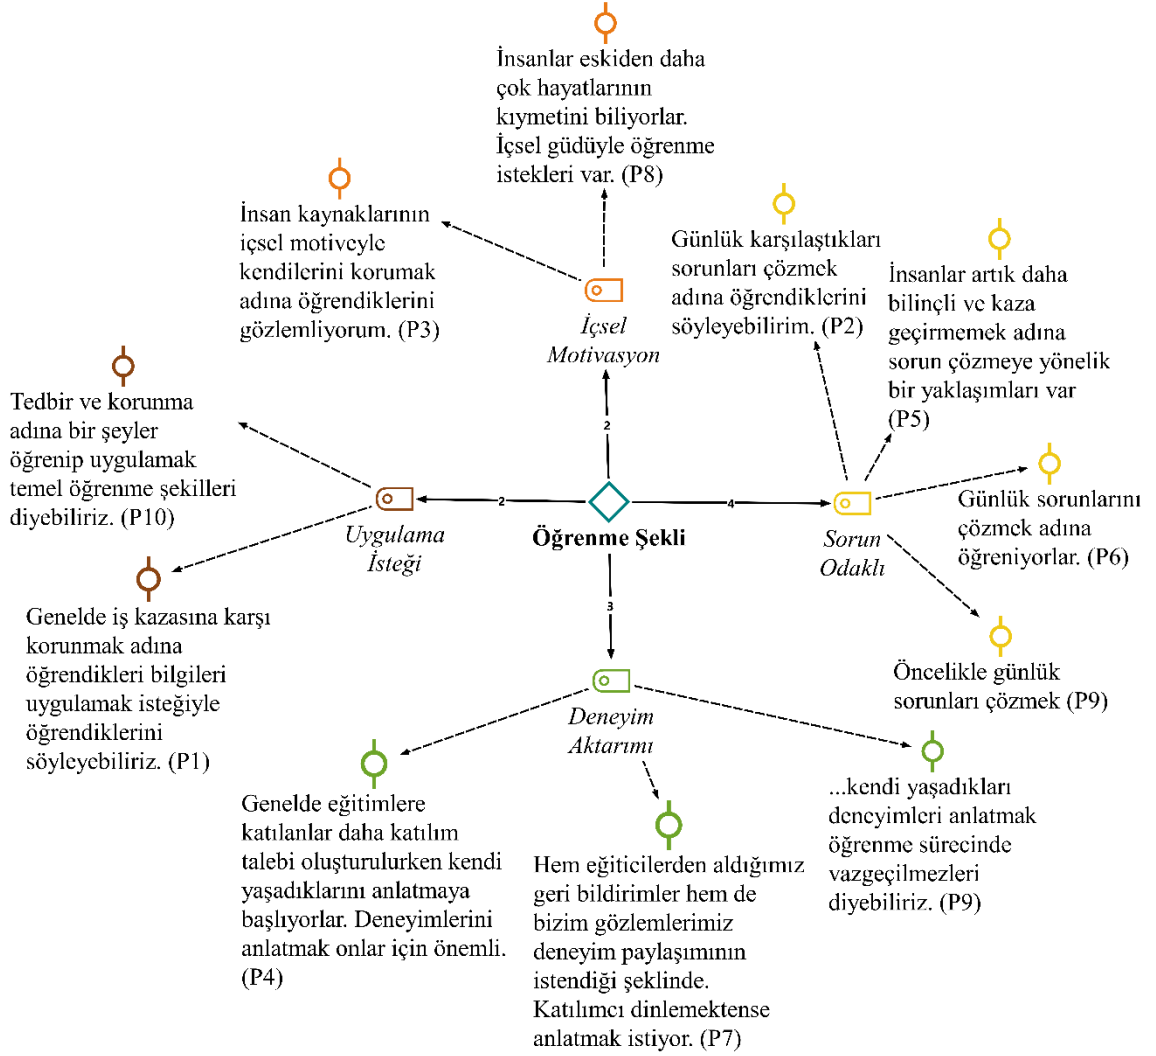 İnsanlar eskiden daha
çok hayatlarının
kıymetini biliyorlar.
İçsel güdüyle öğrenme
istekleri var. (P8)
İnsan kaynaklarının
içsel motiveyle
kendilerini korumak
adına öğrendiklerini
gözlemliyorum. (P3)
Günlük karşılaştıkları
sorunları çözmek
adına öğrendiklerini
söyleyebilirim. (P2)
İnsanlar artık daha
bilinçli ve kaza
geçirmemek adına
sorun çözmeye yönelik
bir yaklaşımları var
(P5)
İçsel
Motivasyon
2
Tedbir ve korunma
adına bir şeyler
öğrenip uygulamak
temel öğrenme şekilleri
diyebiliriz. (P10)
Uygulama
İsteği
2
Öğrenme Şekli
4
Sorun
Odaklı
Günlük sorunlarını
çözmek adına
öğreniyorlar. (P6)
3
Genelde iş kazasına karşı
korunmak adına
öğrendikleri bilgileri
uygulamak isteğiyle
öğrendiklerini
söyleyebiliriz. (P1)
Öncelikle günlük
sorunları çözmek (P9)
Deneyim
Aktarımı
Genelde eğitimlere
katılanlar daha katılım
talebi oluşturulurken kendi
yaşadıklarını anlatmaya
başlıyorlar. Deneyimlerini
anlatmak onlar için önemli.
(P4)
Hem eğiticilerden aldığımız
geri bildirimler hem de
bizim gözlemlerimiz
deneyim paylaşımının
istendiği şeklinde.
Katılımcı dinlemektense
anlatmak istiyor. (P7)
...kendi yaşadıkları
deneyimleri anlatmak
öğrenme sürecinde
vazgeçilmezleri
diyebiliriz. (P9)